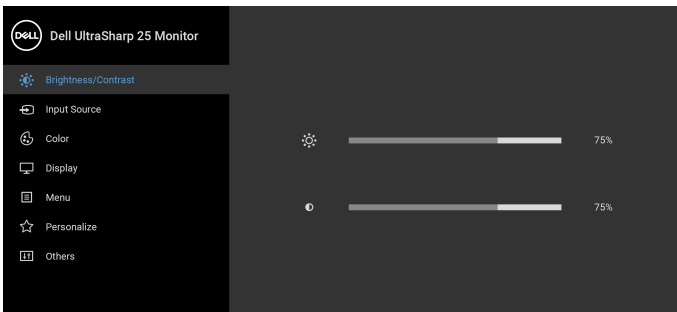 DELL Dell UltraSharp 25 Monitor
Brightness/Contrast
Input Source
Color
75%
Display
Menu
75%
Personalize
Others